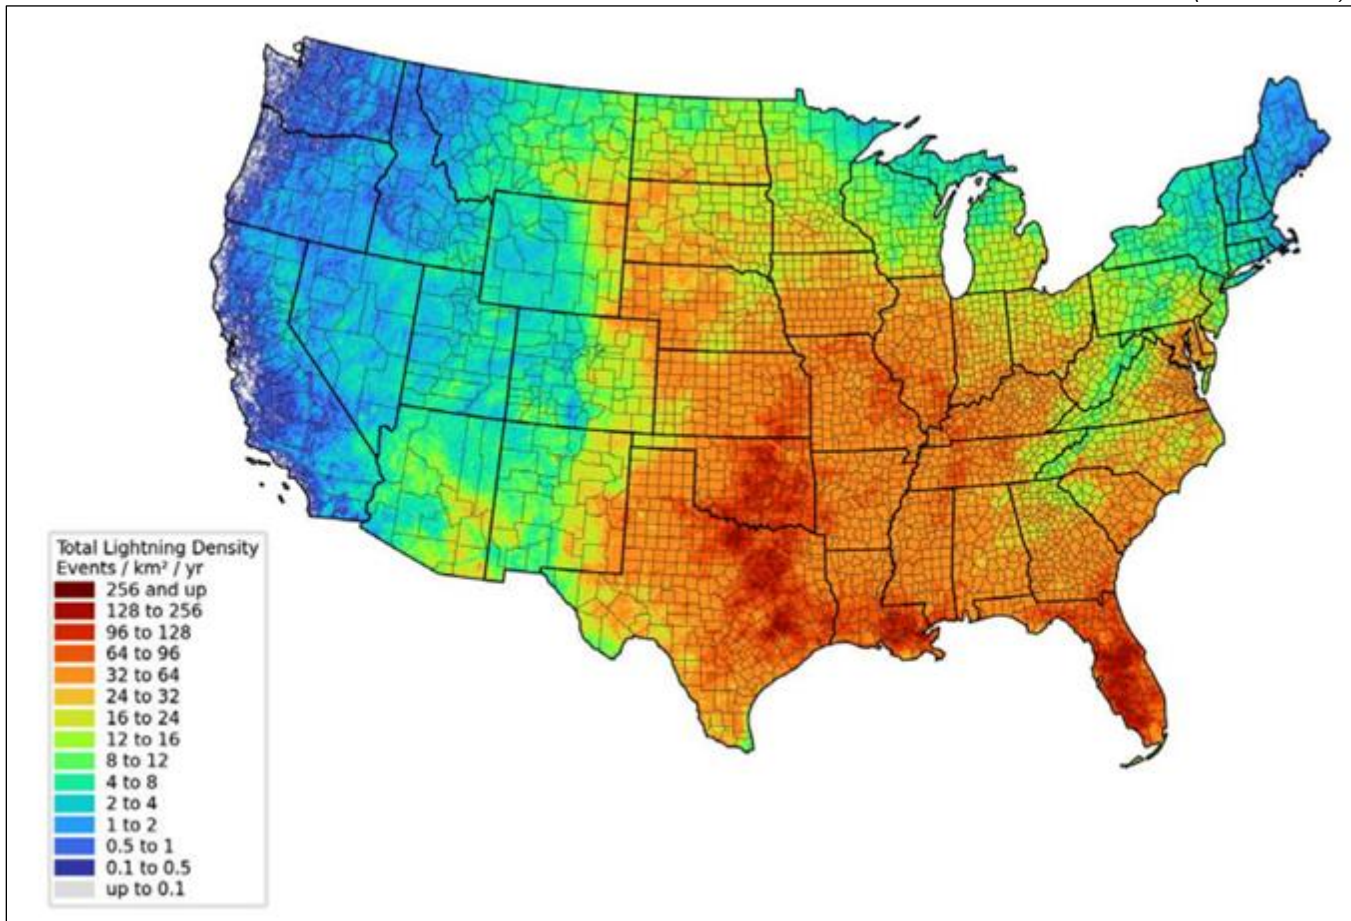 Total Lightning Density
Events / km² / yr
256 and up
128 to 256
96 to 128
64 to 96
32 to 64
24 to 32
16 to 24
12 to 16
8 to 12
4 to 8
2 to 4
1 to 2
0.5 to 1
0.1 to 0.5
up to 0.1